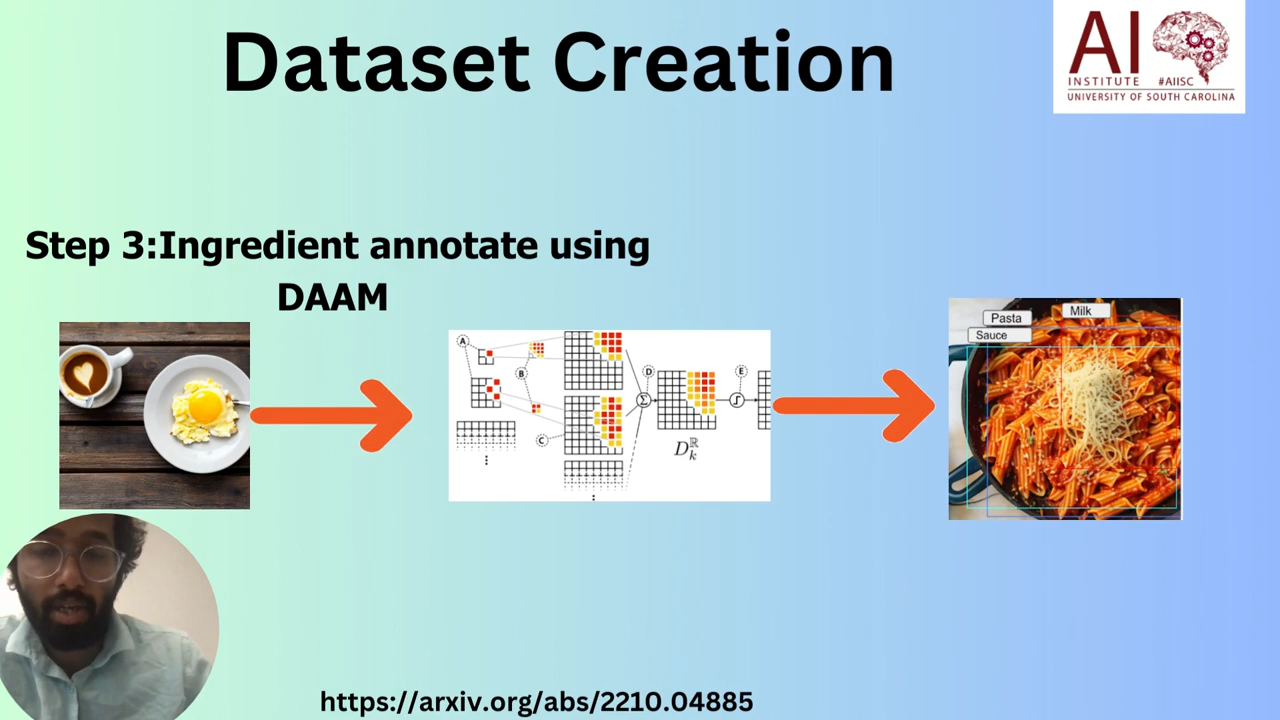 Dataset Creation
AI
INSTITUTE #AIISC
UNIVERSITY OF SOUTH CAROLINA
Step 3:Ingredient annotate using
DAAM
A
B
C
D
E
Σ
∫
D_k^ℝ
Pasta
Milk
Sauce
https://arxiv.org/abs/2210.04885